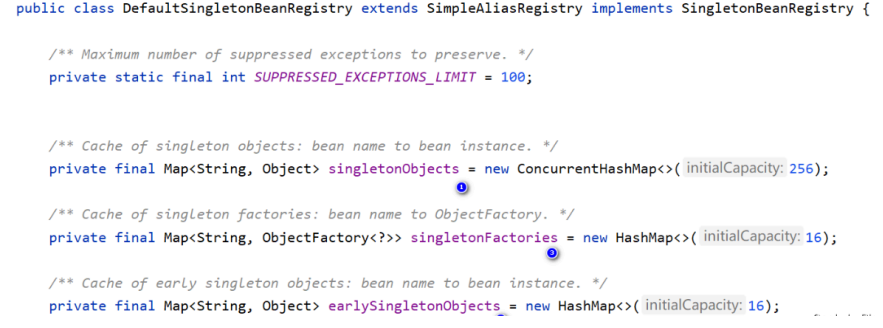 public class DefaultSingletonBeanRegistry extends SimpleAliasRegistry implements SingletonBeanRegistry {
/** Maximum number of suppressed exceptions to preserve. */
private static final int SUPPRESSED_EXCEPTIONS_LIMIT = 100;
/** Cache of singleton objects: bean name to bean instance. */
private final Map<String, Object> singletonObjects = new ConcurrentHashMap<>( initialCapacity: 256);
1
/** Cache of singleton factories: bean name to ObjectFactory. */
private final Map<String, ObjectFactory<?>> singletonFactories = new HashMap<>( initialCapacity: 16);
3
/** Cache of early singleton objects: bean name to bean instance. */
private final Map<String, Object> earlySingletonObjects = new HashMap<>( initialCapacity: 16);